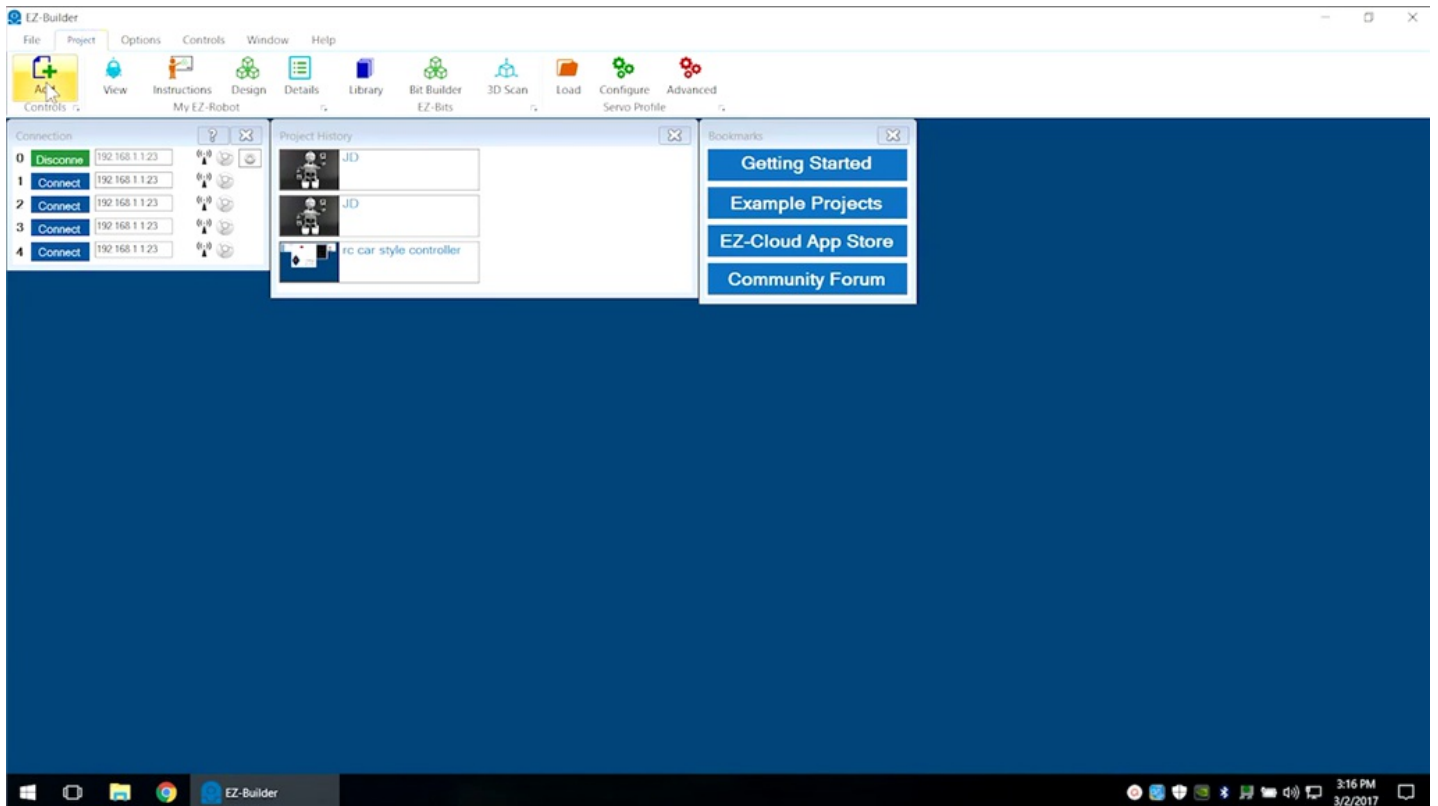 EZ-Builder
File Project Options Controls Window Help
Add View Instructions Design Details Library Bit Builder 3D Scan Load Configure Advanced
Controls My EZ-Robot EZ-Bits Servo Profile
Connection ?
0 Disconne 192.168.1.1:23
1 Connect 192.168.1.1:23
2 Connect 192.168.1.1:23
3 Connect 192.168.1.1:23
4 Connect 192.168.1.1:23
Project History
JD
JD
rc car style controller
Bookmarks
Getting Started
Example Projects
EZ-Cloud App Store
Community Forum
EZ-Builder
3:16 PM
3/2/2017